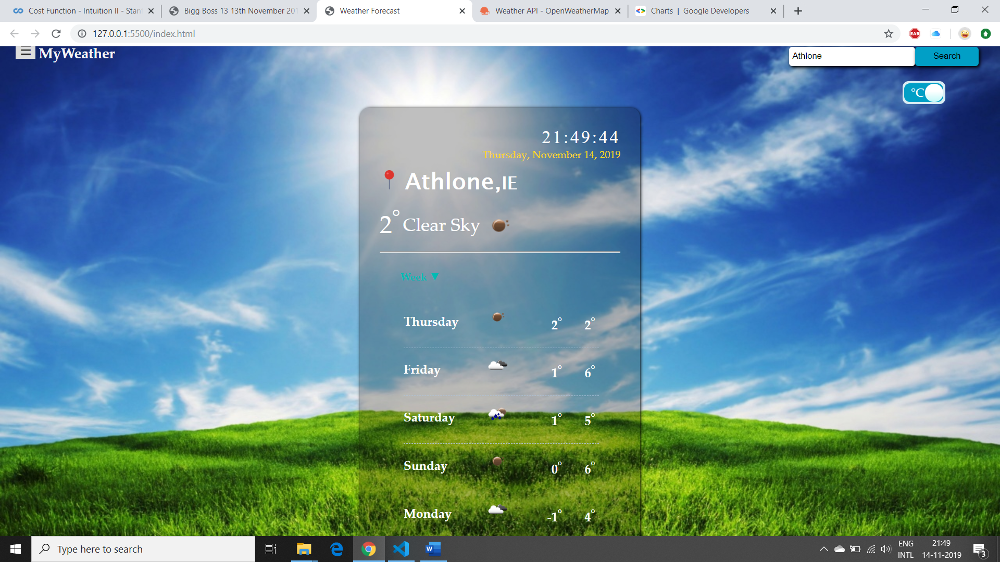 Cost Function - Intuition II - Stan
Bigg Boss 13 13th November 201
Weather Forecast
Weather API - OpenWeatherMap
Charts | Google Developers
127.0.0.1:5500/index.html
EAB
☰ MyWeather
Athlone
Search
°C
21:49:44
Thursday, November 14, 2019
Athlone,IE
2° Clear Sky
Week ▼
Thursday 2° 2°
Friday 1° 6°
Saturday 1° 5°
Sunday 0° 6°
Monday -1° 4°
Type here to search
ENG
INTL
21:49
14-11-2019
3